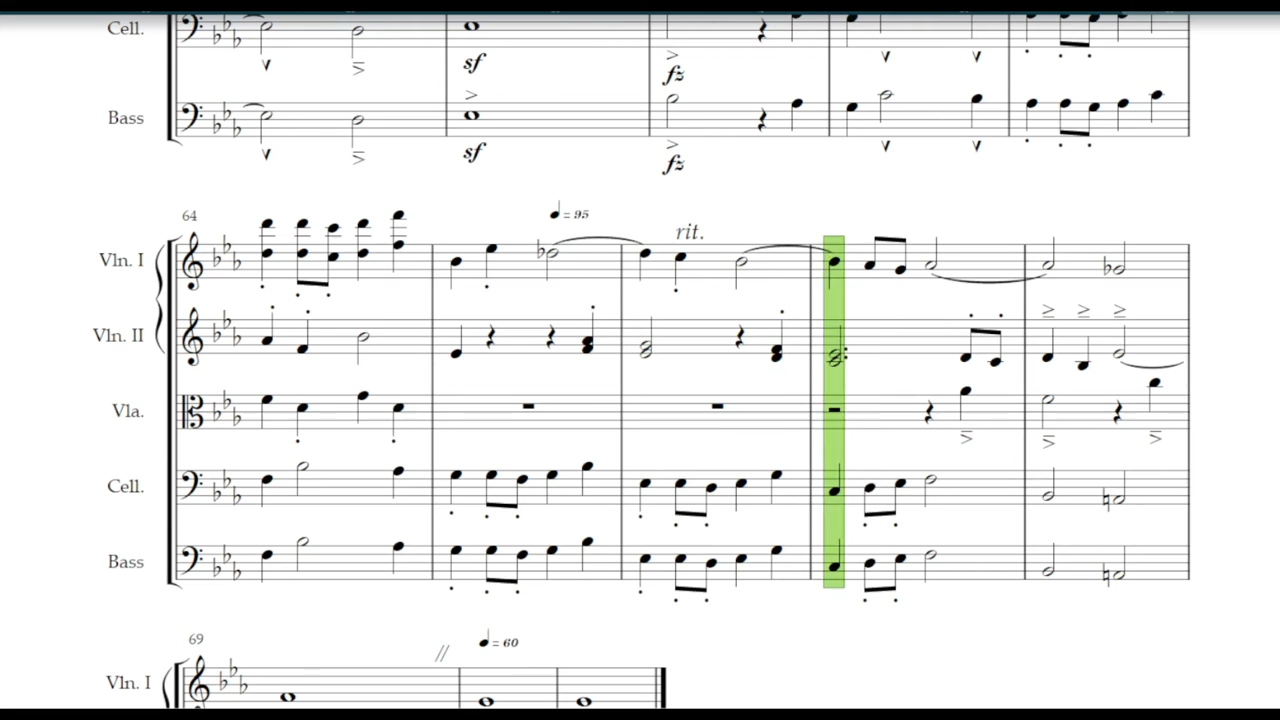 Cell.
sf
fz
Bass
sf
fz
64
= 95
rit.
Vln. I
Vln. II
Vla.
Cell.
Bass
69
= 60
Vln. I